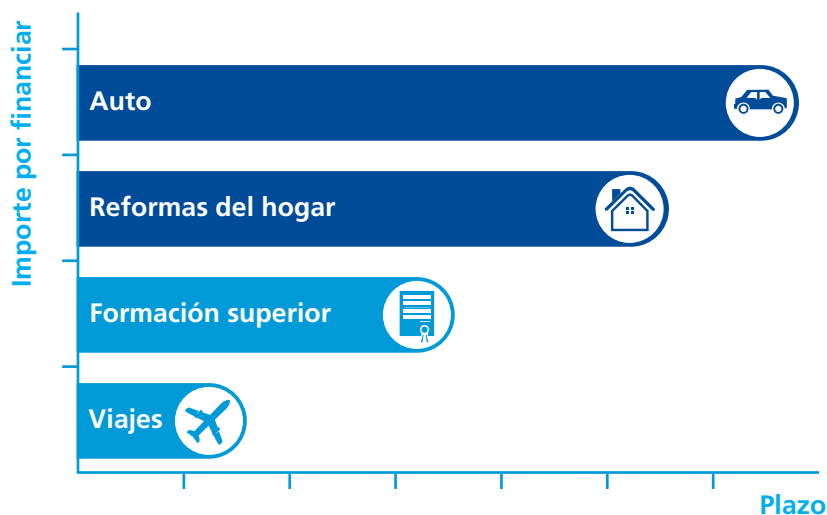 Importe por financiar
Auto
Reformas del hogar
Formación superior
Viajes
Plazo